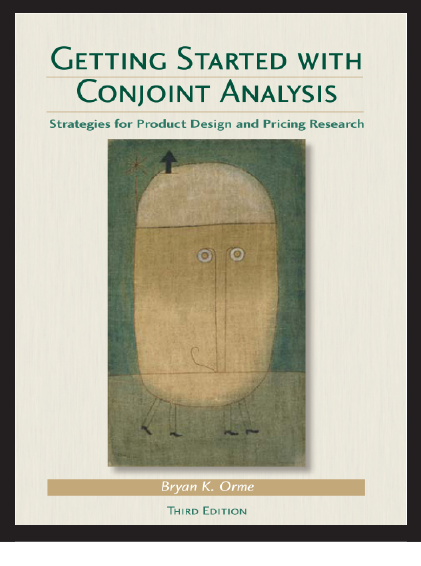 Getting Started with
Conjoint Analysis
Strategies for Product Design and Pricing Research
Bryan K. Orme
Third Edition